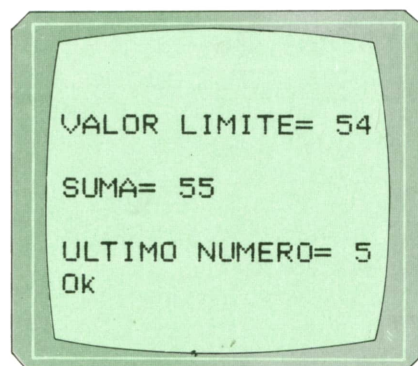 VALOR LIMITE= 54
SUMA= 55
ULTIMO NUMERO= 5
Ok